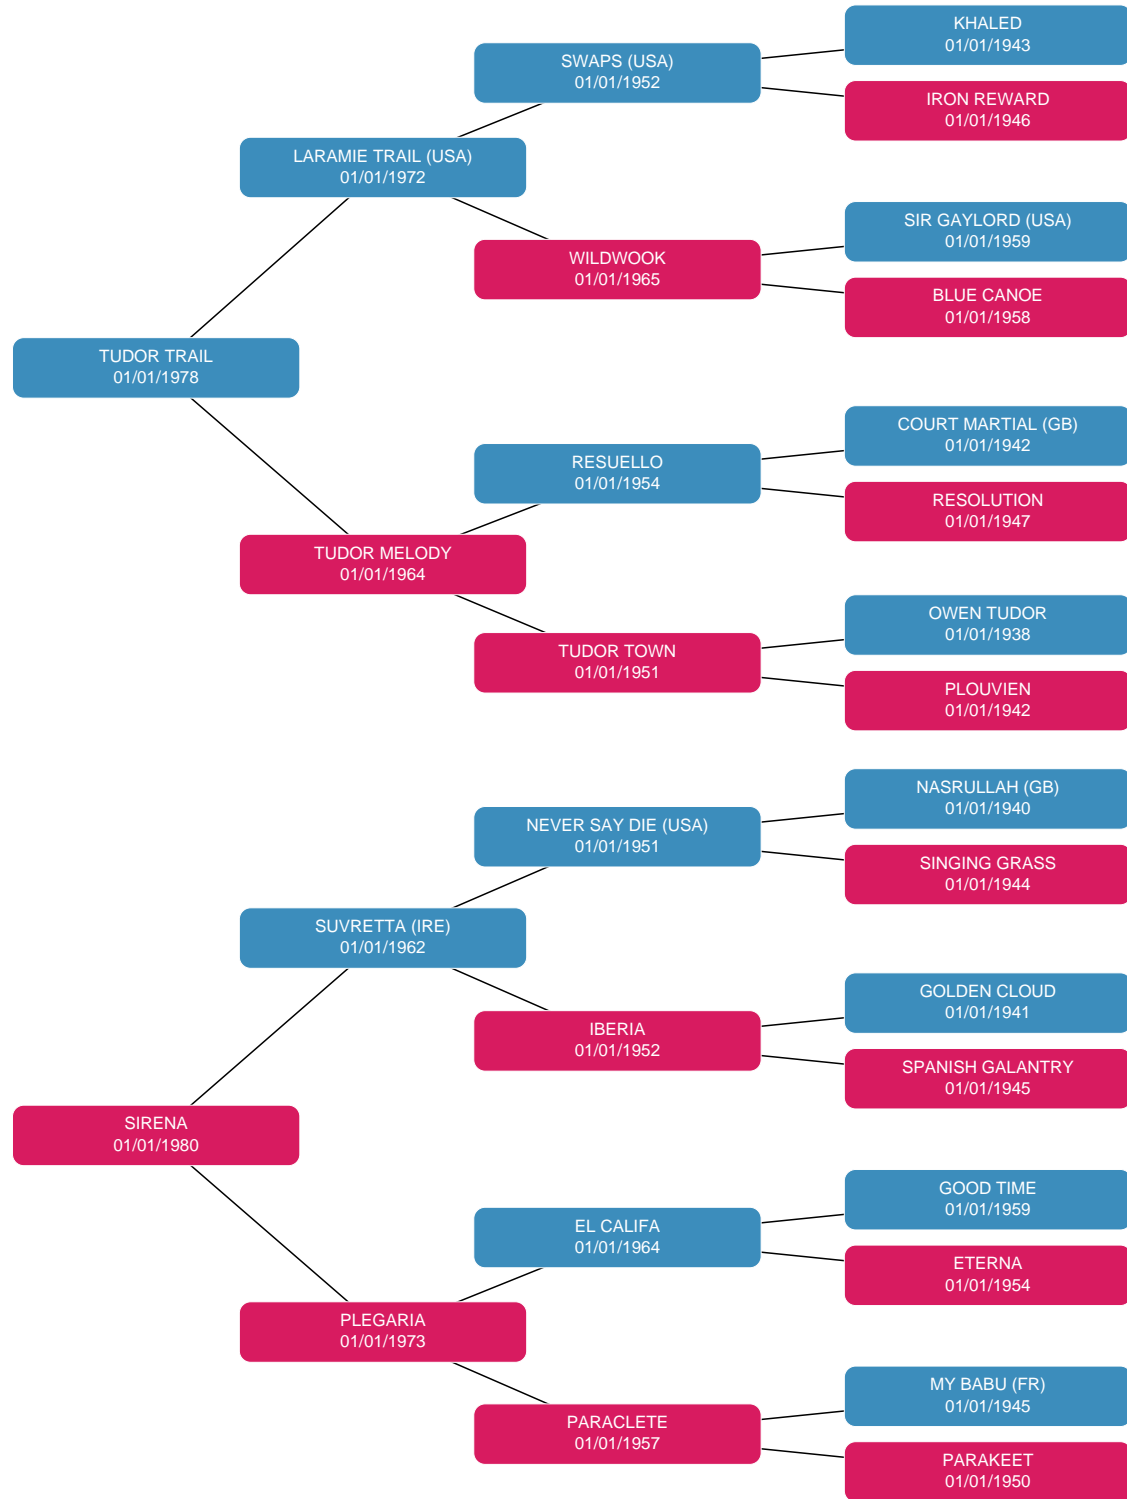 KHALED
01/01/1943
SWAPS (USA)
01/01/1952
IRON REWARD
01/01/1946
LARAMIE TRAIL (USA)
01/01/1972
SIR GAYLORD (USA)
01/01/1959
WILDWOOK
01/01/1965
BLUE CANOE
01/01/1958
TUDOR TRAIL
01/01/1978
COURT MARTIAL (GB)
01/01/1942
RESUELLO
01/01/1954
RESOLUTION
01/01/1947
TUDOR MELODY
01/01/1964
OWEN TUDOR
01/01/1938
TUDOR TOWN
01/01/1951
PLOUVIEN
01/01/1942
NASRULLAH (GB)
01/01/1940
NEVER SAY DIE (USA)
01/01/1951
SINGING GRASS
01/01/1944
SUVRETTA (IRE)
01/01/1962
GOLDEN CLOUD
01/01/1941
IBERIA
01/01/1952
SPANISH GALANTRY
01/01/1945
SIRENA
01/01/1980
GOOD TIME
01/01/1959
EL CALIFA
01/01/1964
ETERNA
01/01/1954
PLEGARIA
01/01/1973
MY BABU (FR)
01/01/1945
PARACLETE
01/01/1957
PARAKEET
01/01/1950